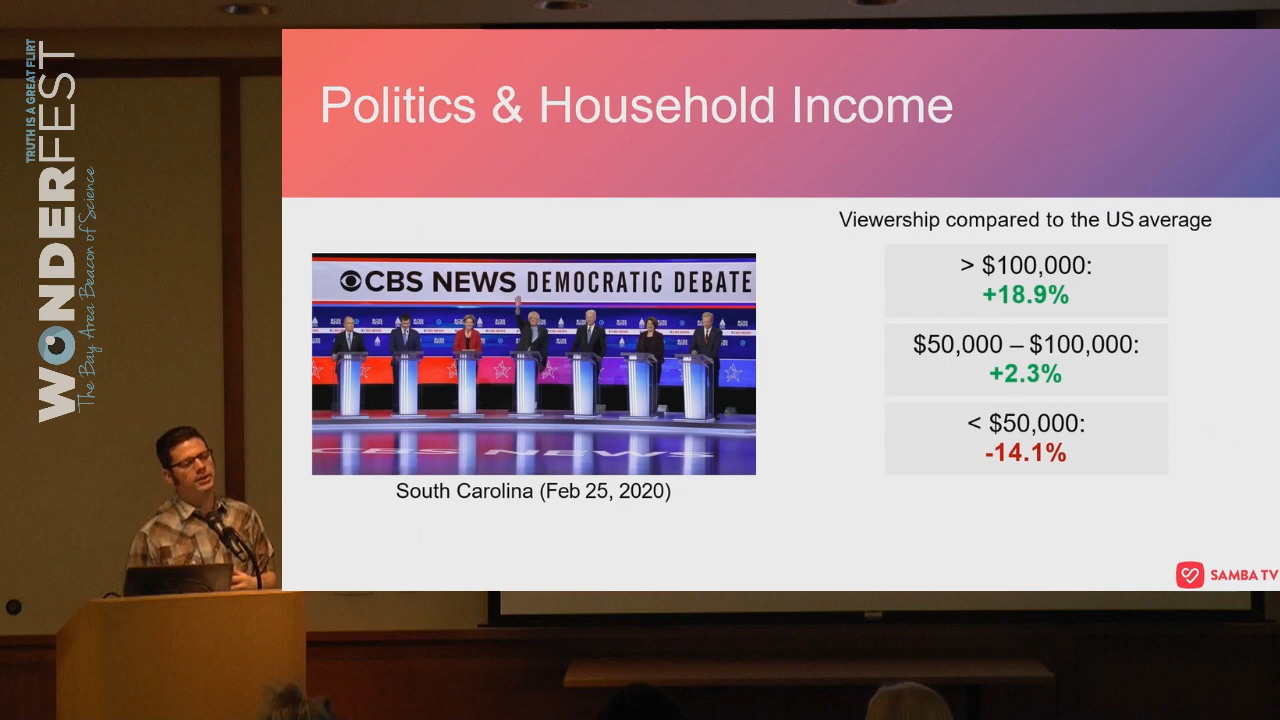 TRUTH IS A GREAT FLIRT
WONDERFEST
The Bay Area Beacon of Science
Politics & Household Income
Viewership compared to the US average
CBS NEWS DEMOCRATIC DEBATE
> $100,000:
+18.9%
$50,000 – $100,000:
+2.3%
< $50,000:
-14.1%
CBS NEWS
South Carolina (Feb 25, 2020)
SAMBA TV